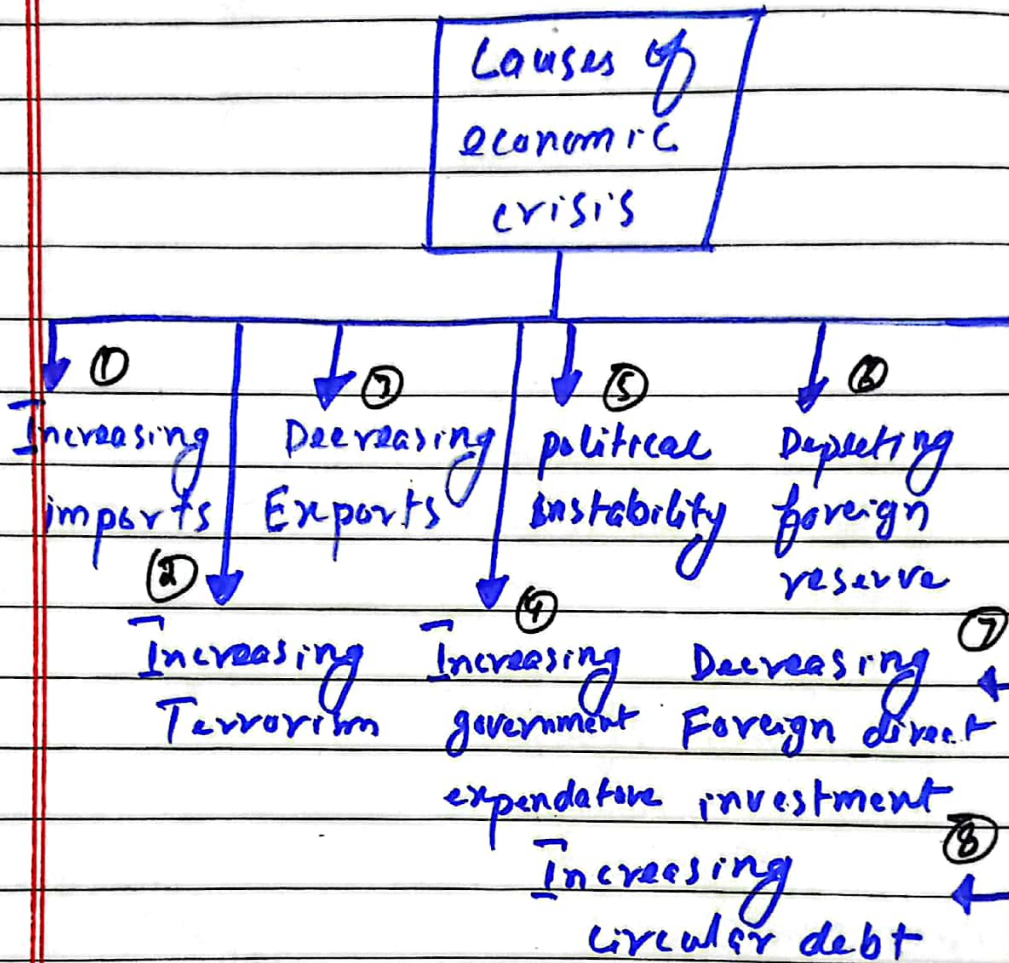 Causes of
economic
crisis
①
Increasing
imports
②
Increasing
Terrorism
③
Decreasing
Exports
④
Increasing
government
expendature
⑤
political
instability
⑥
Depleting
foreign
reserve
⑦
Decreasing
Foreign direct
investment
⑧
Increasing
circular debt